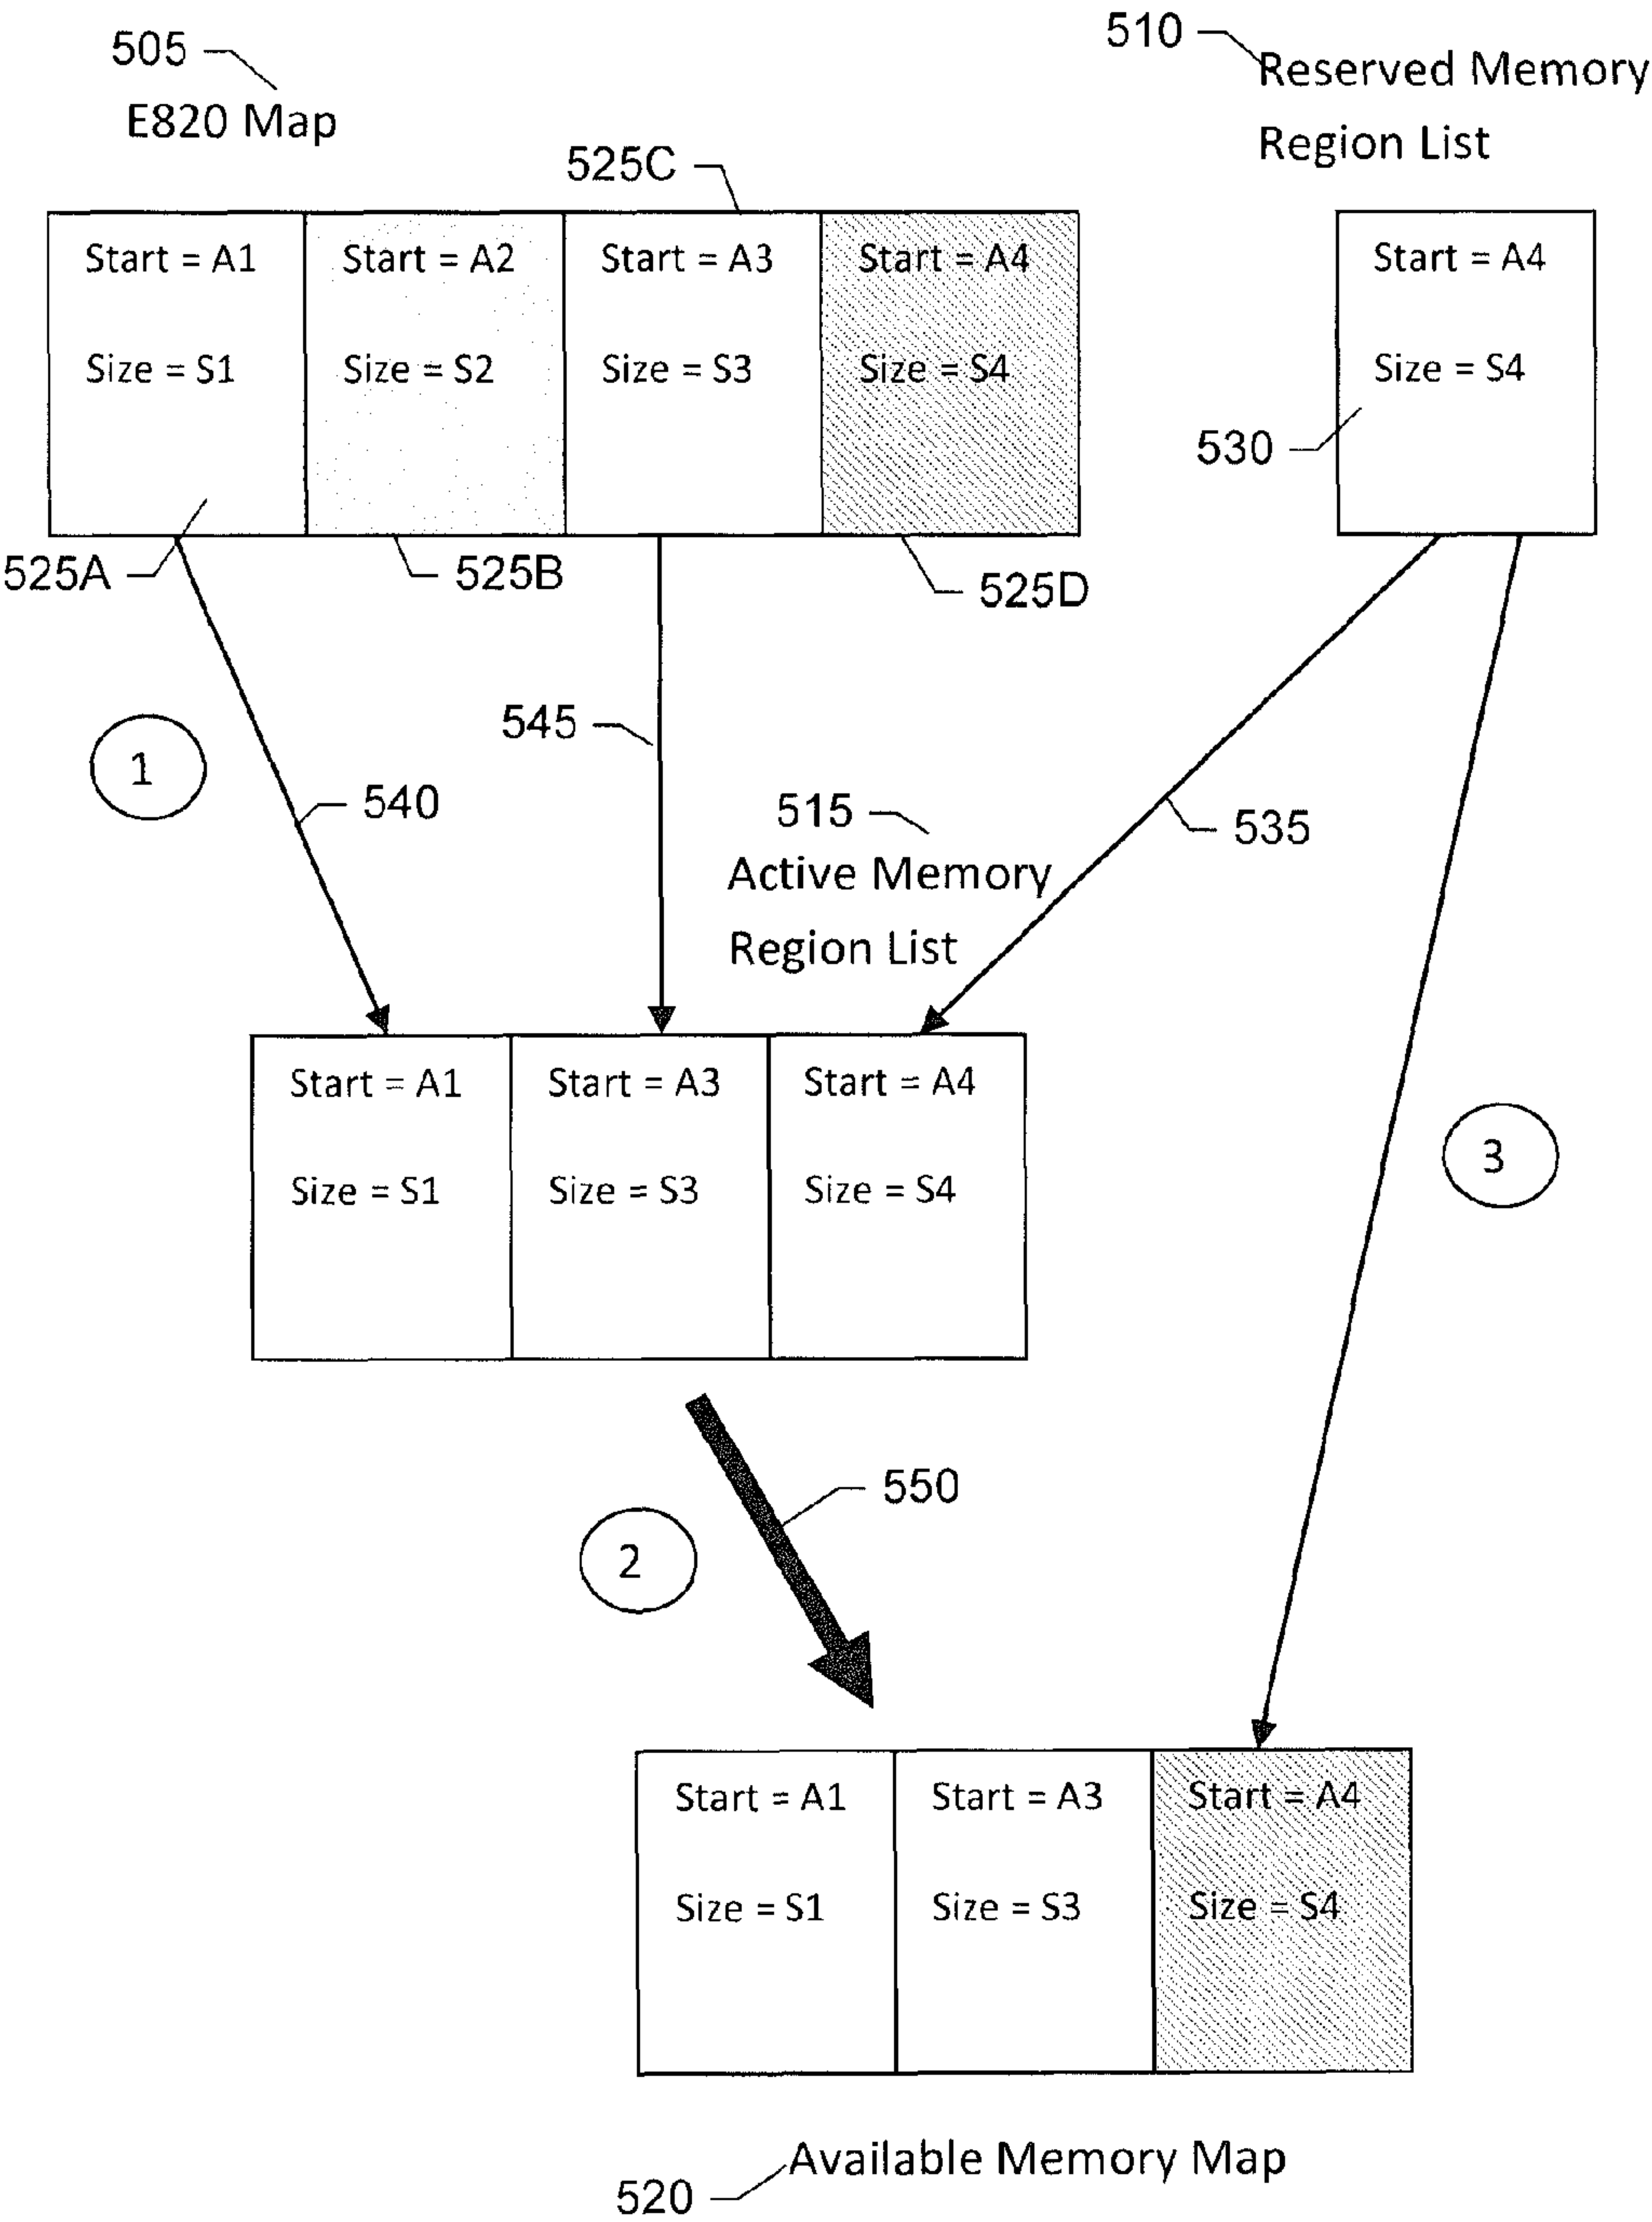 505
E820 Map
510
Reserved Memory
Region List
525C
Start = A1
Size = S1
Start = A2
Size = S2
Start = A3
Size = S3
Start = A4
Size = S4
Start = A4
Size = S4
530
525A
525B
525D
1
540
545
515
Active Memory
Region List
535
Start = A1
Size = S1
Start = A3
Size = S3
Start = A4
Size = S4
3
550
2
Start = A1
Size = S1
Start = A3
Size = S3
Start = A4
Size = S4
Available Memory Map
520